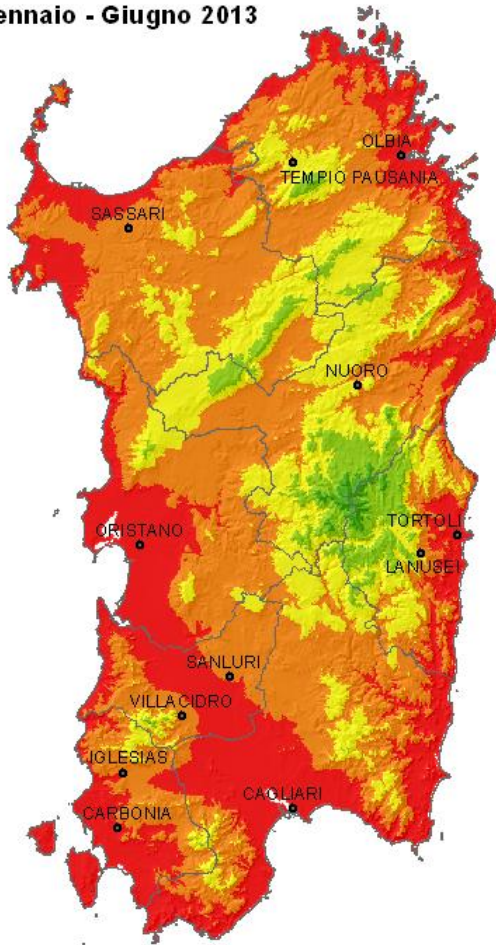 ennaio - Giugno 2013
OLBIA
TEMPIO PAUSANIA
SASSARI
NUORO
ORISTANO
TORTOLI
LANUSEI
SANLURI
VILLACIDRO
IGLESIAS
CAGLIARI
CARBONIA